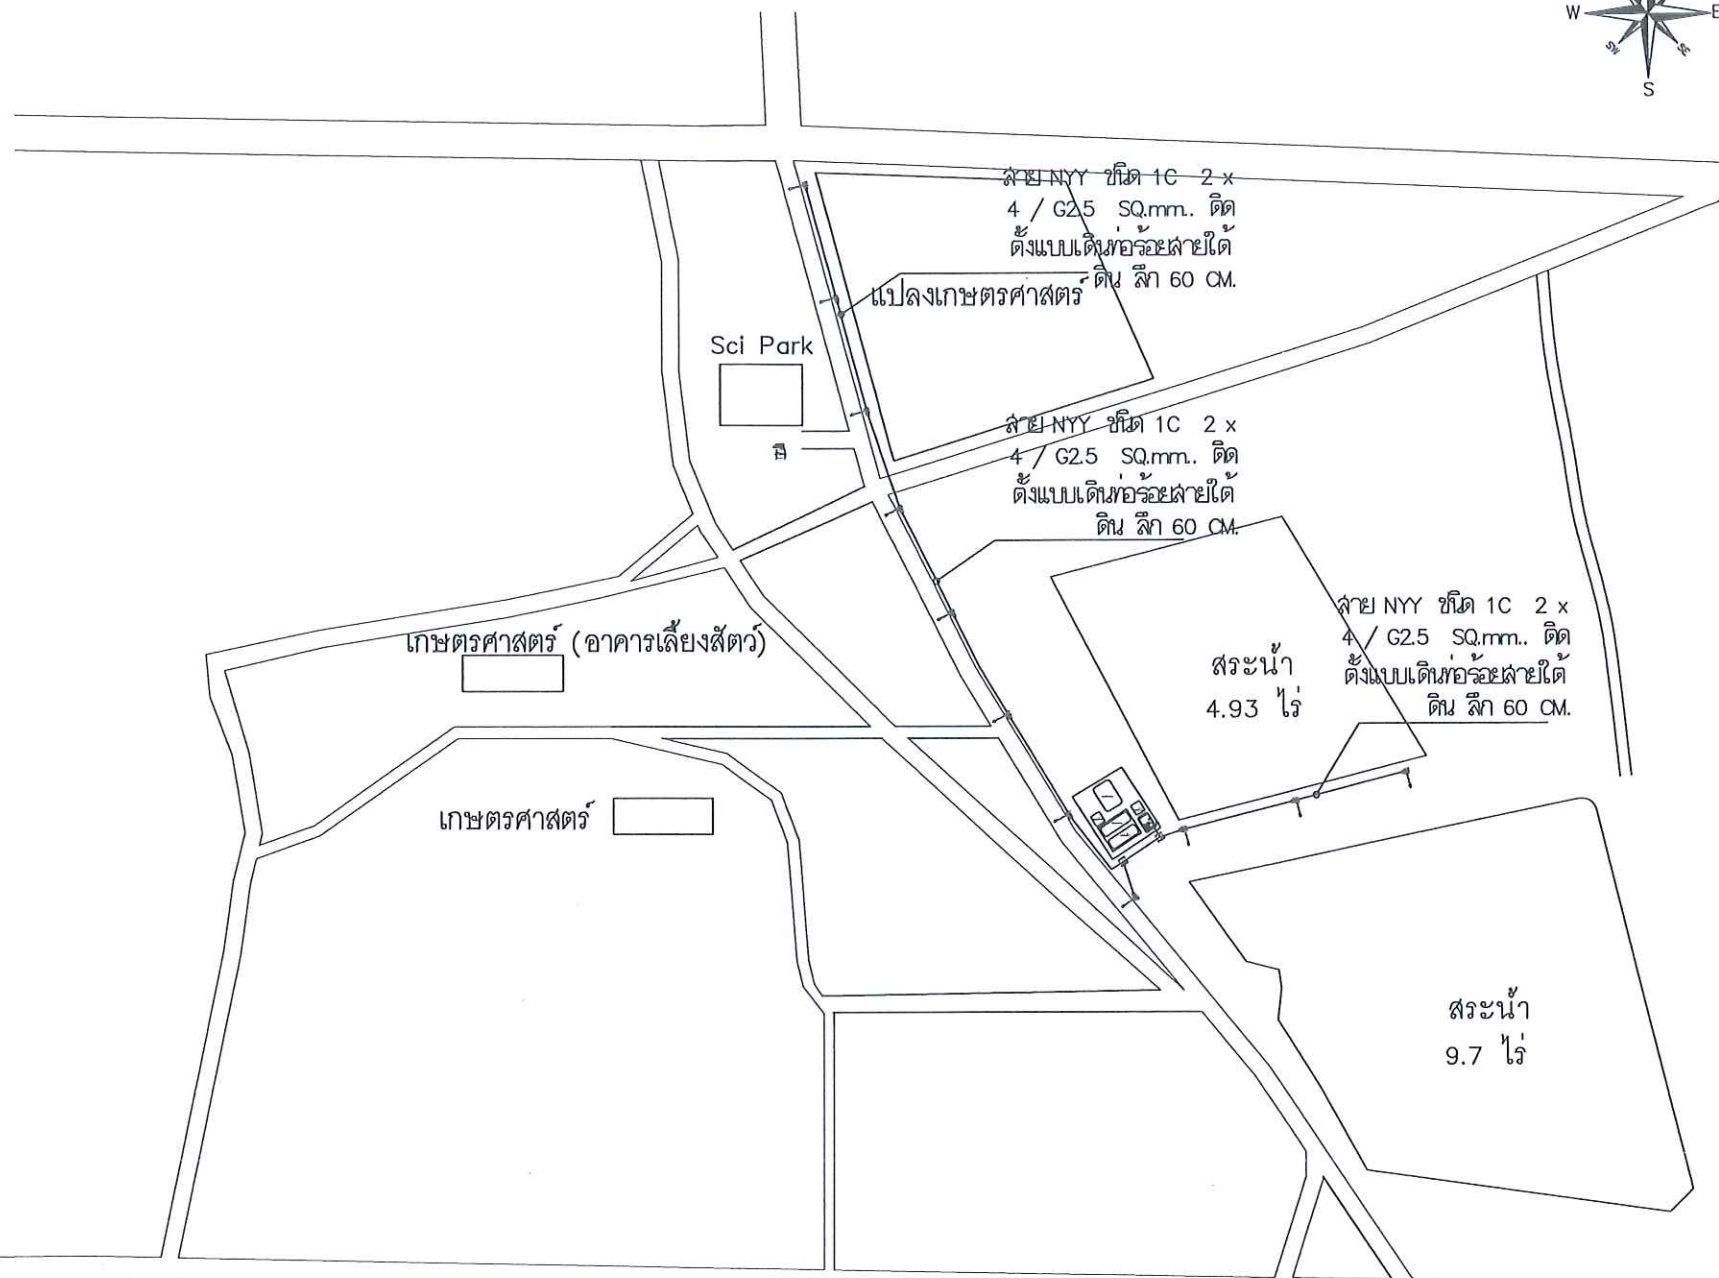 W
E
SW
SE
S
สาย NYY ชนิด 1C 2 x
4 / G2.5 SQ.mm.. ติด
ตั้งแบบเดินท่อร้อยสายใต้
ดิน ลึก 60 CM.
แปลงเกษตรศาสตร์
Sci Park
สาย NYY ชนิด 1C 2 x
4 / G2.5 SQ.mm.. ติด
ตั้งแบบเดินท่อร้อยสายใต้
ดิน ลึก 60 CM.
สาย NYY ชนิด 1C 2 x
4 / G2.5 SQ.mm.. ติด
ตั้งแบบเดินท่อร้อยสายใต้
ดิน ลึก 60 CM.
เกษตรศาสตร์ (อาคารเลี้ยงสัตว์)
สระน้ำ
4.93 ไร่
เกษตรศาสตร์
สระน้ำ
9.7 ไร่